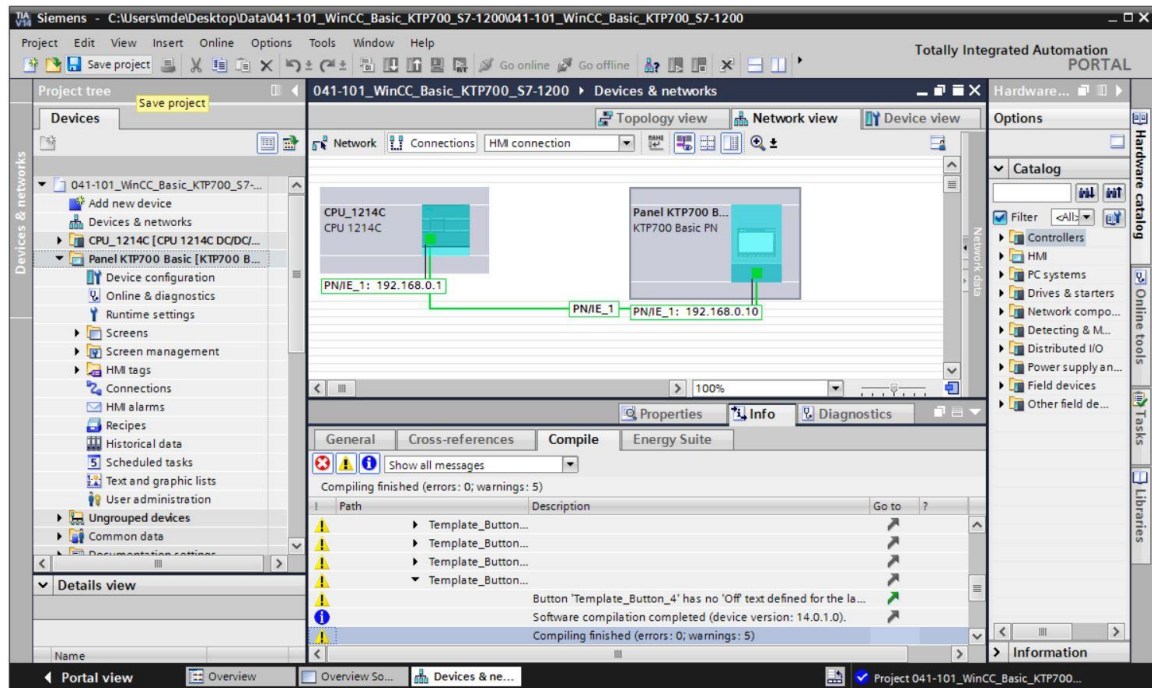 Siemens - C:\Users\mde\Desktop\Data\041-101_WinCC_Basic_KTP700_S7-1200\041-101_WinCC_Basic_KTP700_S7-1200
Project Edit View Insert Online Options Tools Window Help
Totally Integrated Automation
PORTAL
Save project Go online Go offline
Project tree
Save project
Devices
Devices & networks
041-101_WinCC_Basic_KTP700_S7-...
Add new device
Devices & networks
CPU_1214C [CPU 1214C DC/DC/...
Panel KTP700 Basic [KTP700 B...
Device configuration
Online & diagnostics
Runtime settings
Screens
Screen management
HMI tags
Connections
HMI alarms
Recipes
Historical data
Scheduled tasks
Text and graphic lists
User administration
Ungrouped devices
Common data
Documentation settings
Details view
Name
041-101_WinCC_Basic_KTP700_S7-1200 Devices & networks
Topology view Network view Device view
Network Connections HMI connection
CPU_1214C
CPU 1214C
Panel KTP700 B...
KTP700 Basic PN
PN/IE_1: 192.168.0.1
PN/IE_1
PN/IE_1: 192.168.0.10
Network data
100%
Properties Info Diagnostics
General Cross-references Compile Energy Suite
Show all messages
Compiling finished (errors: 0; warnings: 5)
! Path Description Go to ?
Template_Button...
Template_Button...
Template_Button...
Template_Button...
Button 'Template_Button_4' has no 'Off' text defined for the la...
Software compilation completed (device version: 14.0.1.0).
Compiling finished (errors: 0; warnings: 5)
Hardware...
Options
Catalog
Filter <All>
Controllers
HMI
PC systems
Drives & starters
Network compo...
Detecting & M...
Distributed I/O
Power supply an...
Field devices
Other field de...
Information
Hardware catalog
Online tools
Tasks
Libraries
Portal view Overview Overview So... Devices & ne... Project 041-101_WinCC_Basic_KTP700...